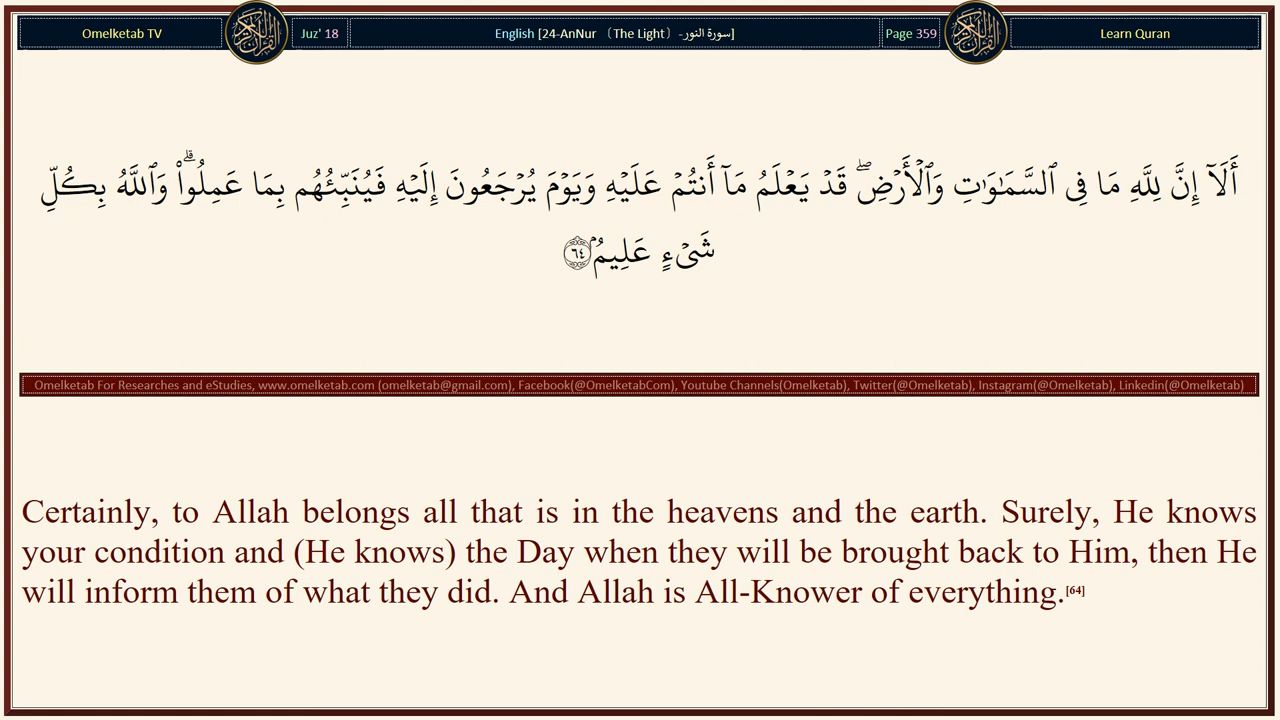 Omelketab TV
Juz' 18
English [24-AnNur (The Light) -سورة النور]
Page 359
Learn Quran
أَلَآ إِنَّ لِلَّهِ مَا فِى ٱلسَّمَـٰوَٰتِ وَٱلْأَرْضِ ۖ قَدْ يَعْلَمُ مَآ أَنتُمْ عَلَيْهِ وَيَوْمَ يُرْجَعُونَ إِلَيْهِ فَيُنَبِّئُهُم بِمَا عَمِلُوا۟ ۗ وَٱللَّهُ بِكُلِّ
شَىْءٍ عَلِيمٌۢ ٦٤
Omelketab For Researches and eStudies, www.omelketab.com (omelketab@gmail.com), Facebook(@OmelketabCom), Youtube Channels(Omelketab), Twitter(@Omelketab), Instagram(@Omelketab), Linkedin(@Omelketab)
Certainly, to Allah belongs all that is in the heavens and the earth. Surely, He knows
your condition and (He knows) the Day when they will be brought back to Him, then He
will inform them of what they did. And Allah is All-Knower of everything.[64]